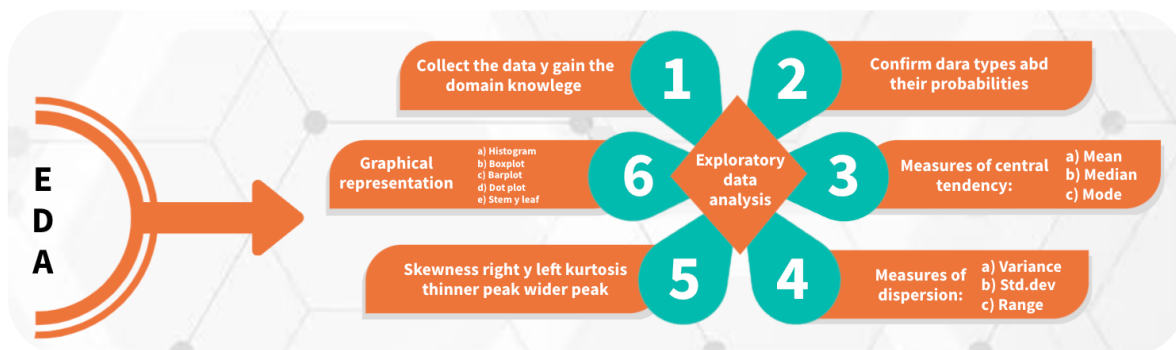 E
D
A
Collect the data y gain the
domain knowlege
1
2
Confirm dara types abd
their probabilities
Graphical
representation
a) Histogram
b) Boxplot
c) Barplot
d) Dot plot
e) Stem y leaf
6
Exploratory
data
analysis
3
Measures of central
tendency:
a) Mean
b) Median
c) Mode
Skewness right y left kurtosis
thinner peak wider peak
5
4
Measures of
dispersion:
a) Variance
b) Std.dev
c) Range